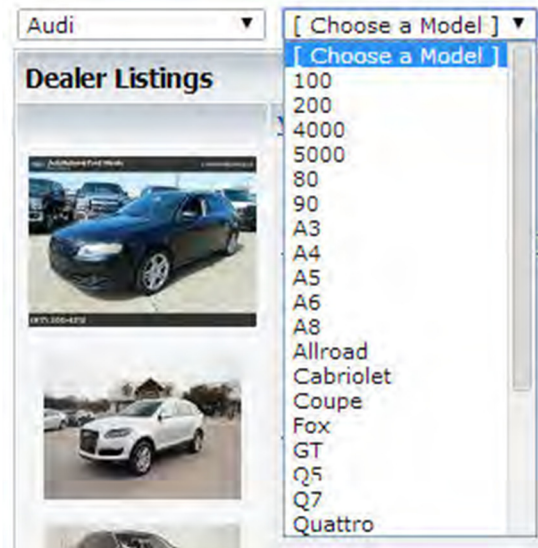 Audi
[ Choose a Model ]
[ Choose a Model ]
Dealer Listings
100
200
4000
5000
80
90
A3
A4
A5
A6
A8
Allroad
Cabriolet
Coupe
Fox
GT
Q5
Q7
Quattro